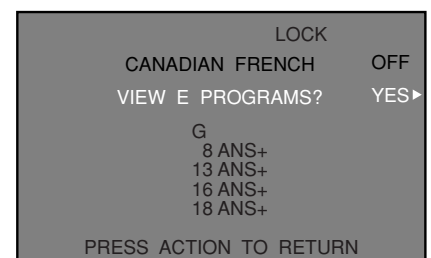 LOCK
CANADIAN FRENCH OFF
VIEW E PROGRAMS? YES▶
G
8 ANS+
13 ANS+
16 ANS+
18 ANS+
PRESS ACTION TO RETURN